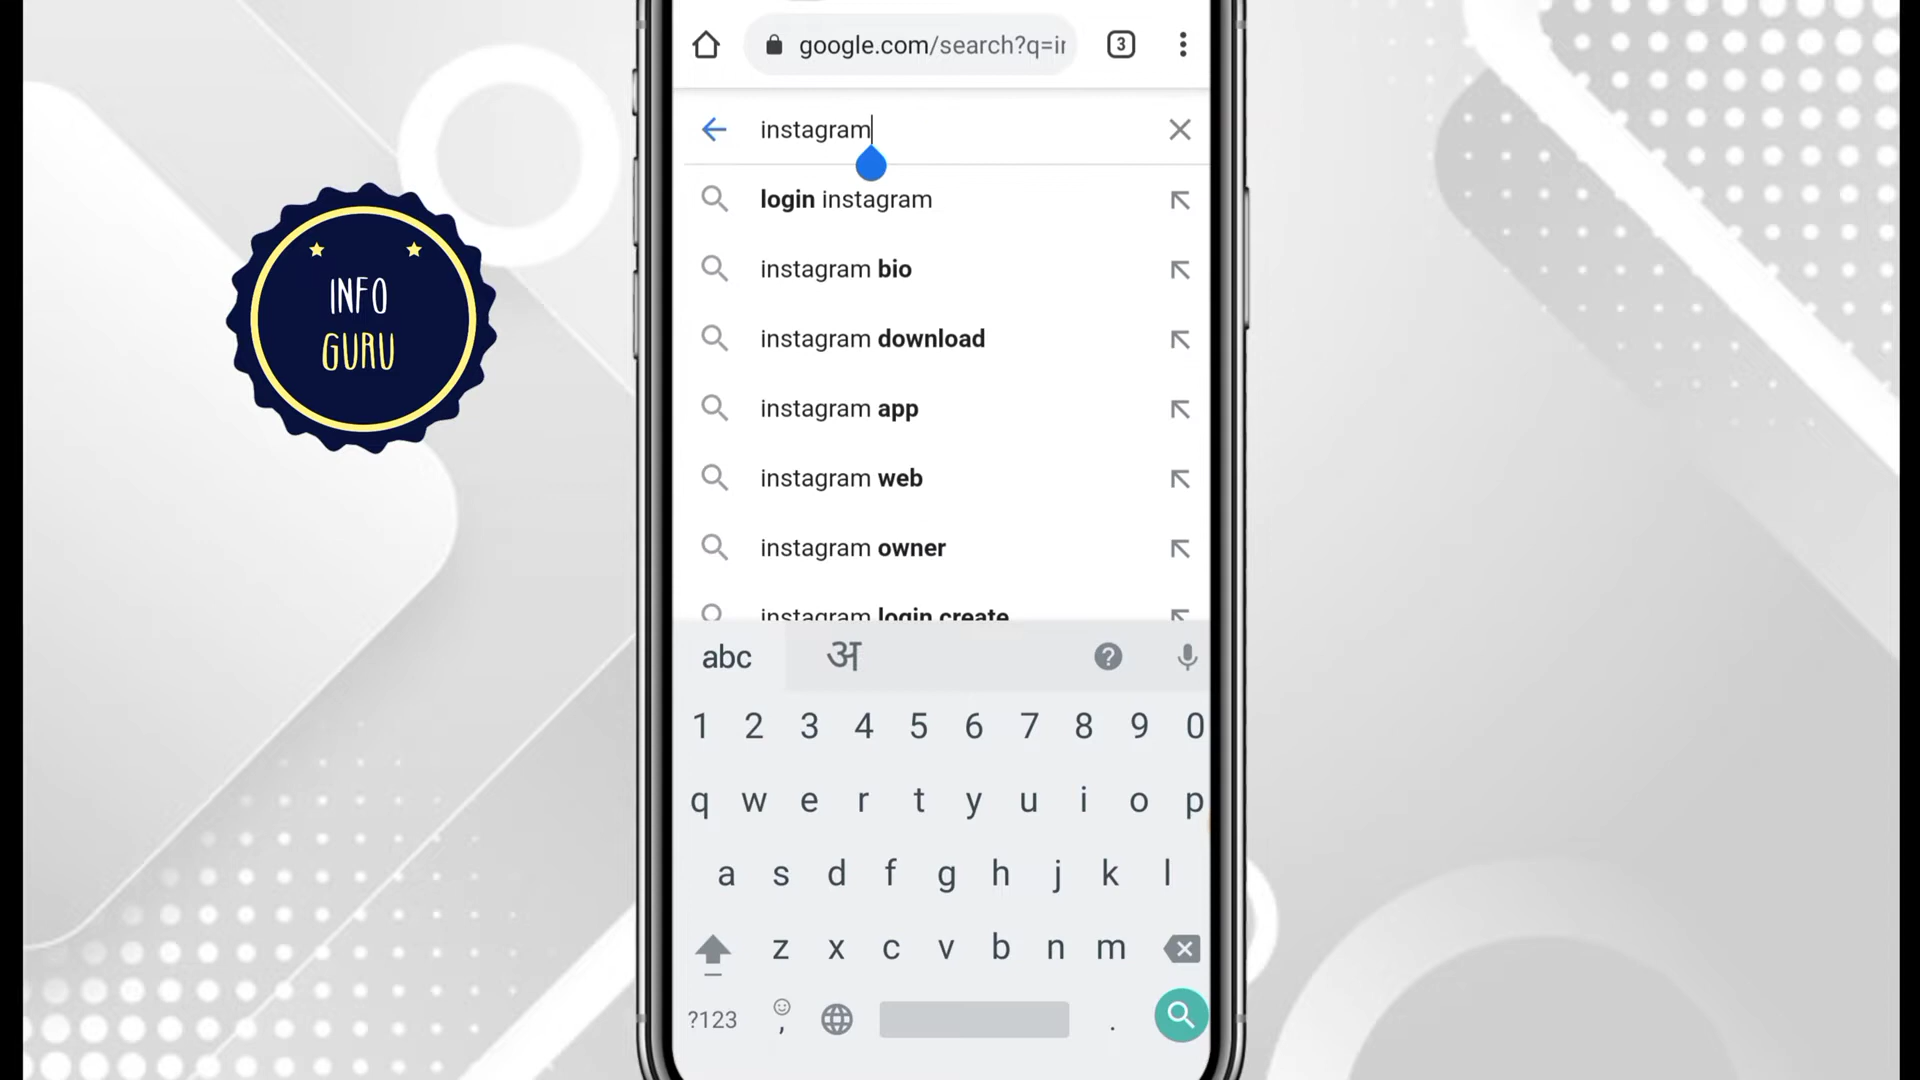 google.com/search?q=i
3
instagram
login instagram
instagram bio
instagram download
instagram app
instagram web
instagram owner
instagram login create
abc
अ
?
1 2 3 4 5 6 7 8 9 0
q w e r t y u i o p
a s d f g h j k l
z x c v b n m
?123 , .
INFO
GURU